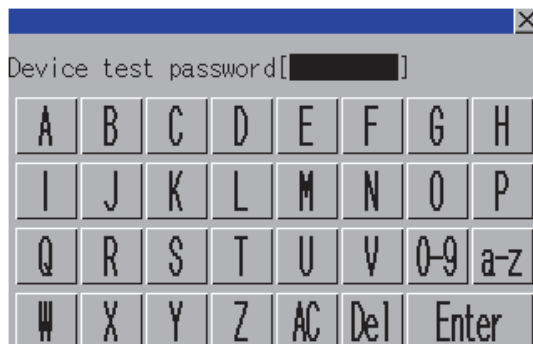 Device test password[        ]
A B C D E F G H
I J K L M N O P
Q R S T U V 0-9 a-z
W X Y Z AC Del Enter